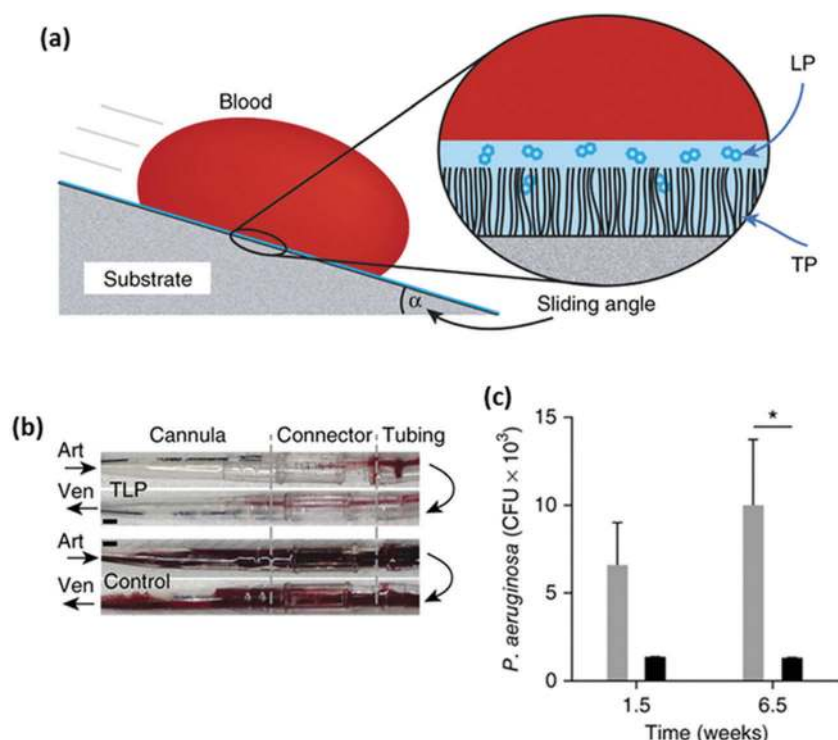 (a)
Blood
LP
Substrate
α
Sliding angle
TP
(b)
Cannula
Connector
Tubing
Art
TLP
Ven
Art
Ven
Control
(c)
P. aeruginosa (CFU × 10³)
15
10
5
0
*
1.5
6.5
Time (weeks)